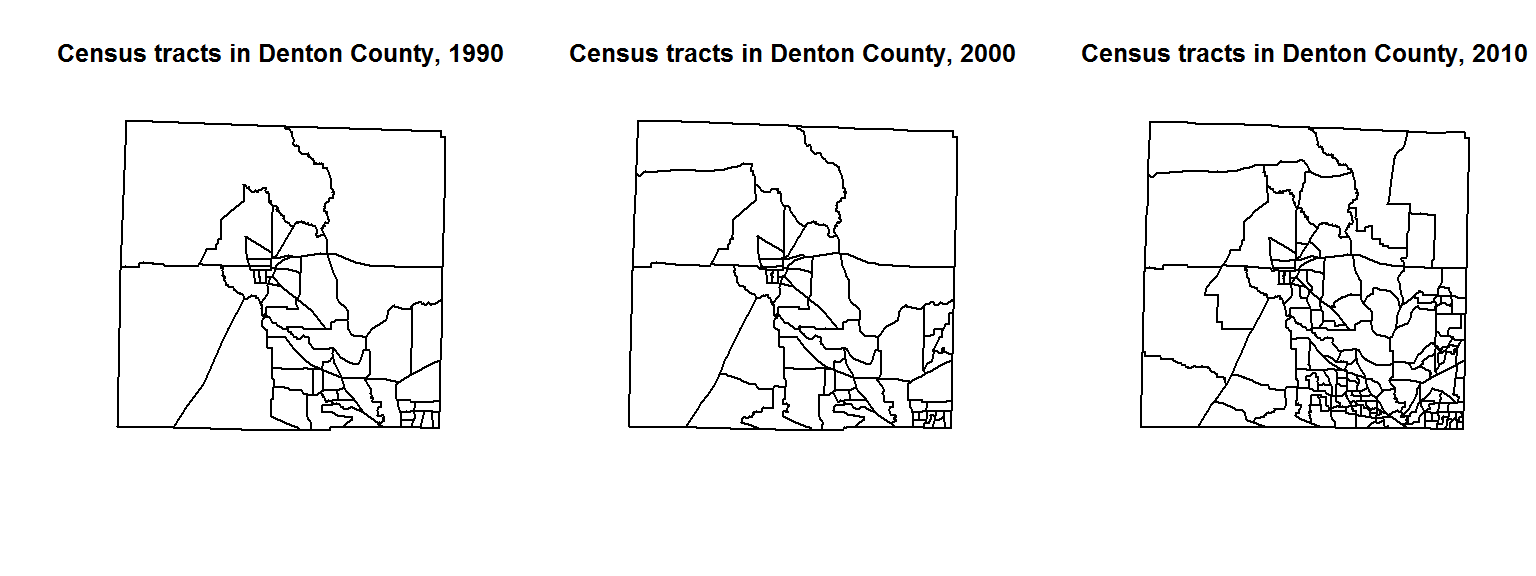 Census tracts in Denton County, 1990
Census tracts in Denton County, 2000
Census tracts in Denton County, 2010